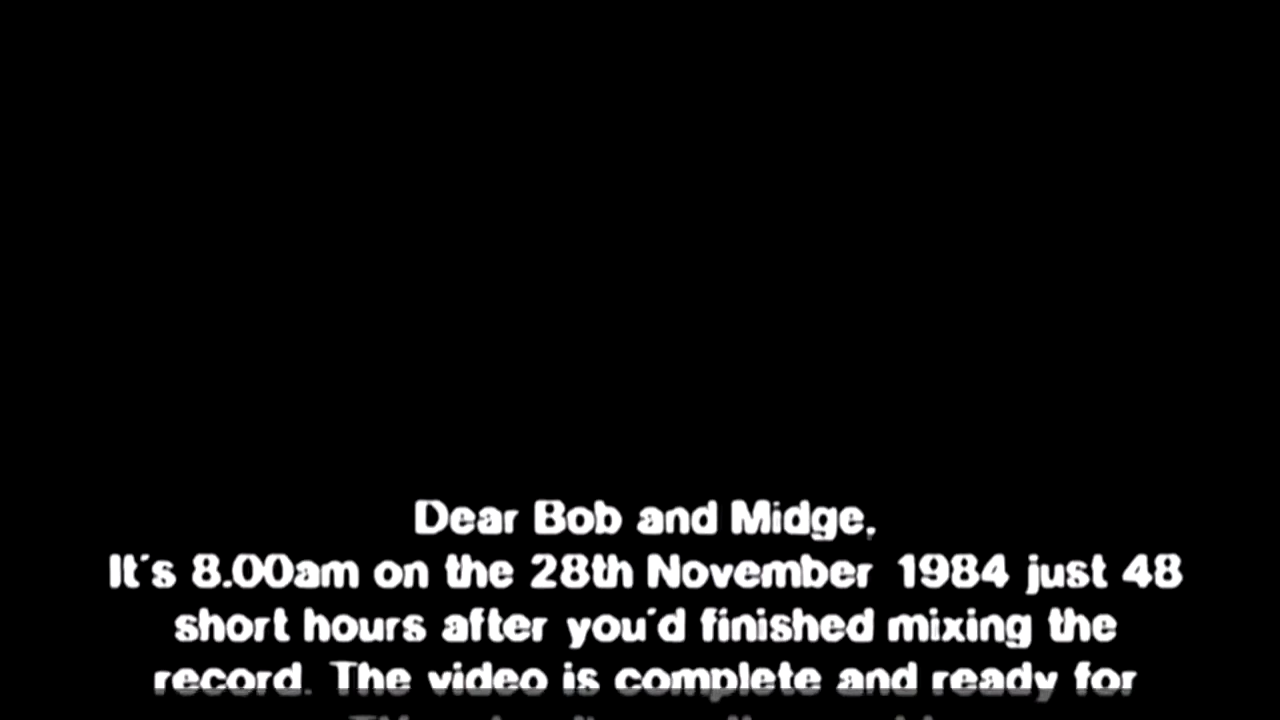 Dear Bob and Midge,
It's 8.00am on the 28th November 1984 just 48
short hours after you'd finished mixing the
record. The video is complete and ready for